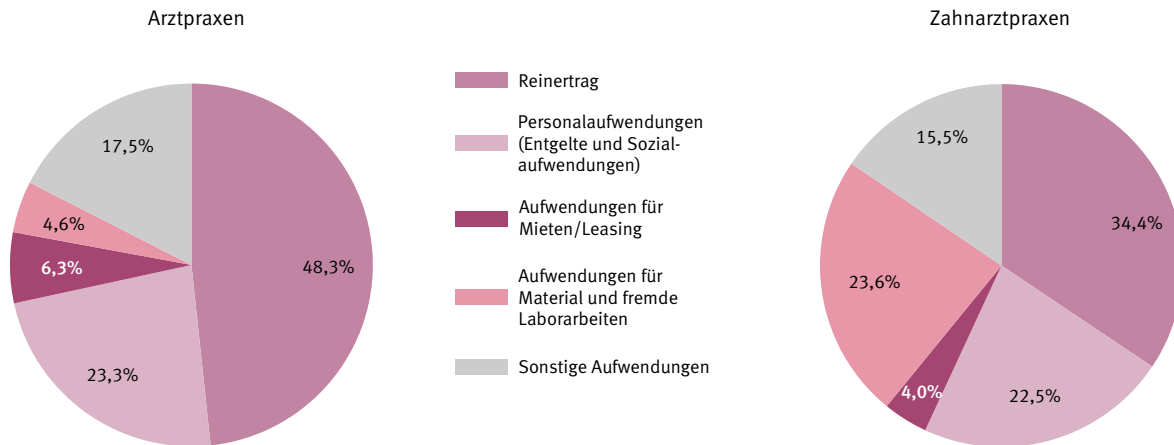 Arztpraxen
Zahnarztpraxen
17,5%
4,6%
6,3%
23,3%
48,3%
Reinertrag
Personalaufwendungen
(Entgelte und Sozial-
aufwendungen)
Aufwendungen für
Mieten/Leasing
Aufwendungen für
Material und fremde
Laborarbeiten
Sonstige Aufwendungen
15,5%
34,4%
23,6%
4,0%
22,5%